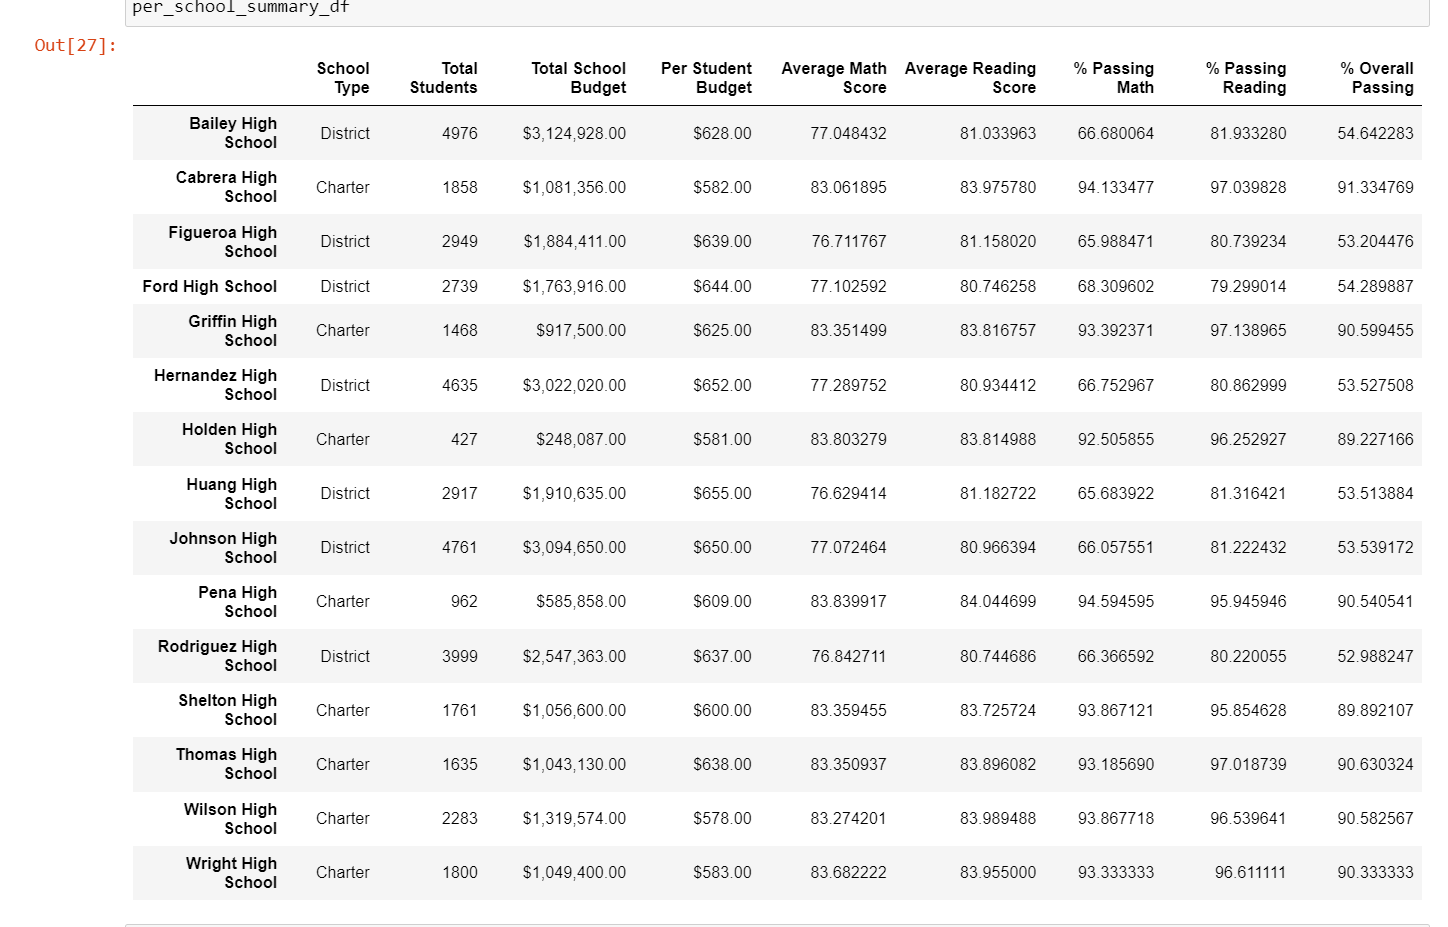 per_school_summary_df
Out[27]:
School Type Total Students Total School Budget Per Student Budget Average Math Score Average Reading Score % Passing Math % Passing Reading % Overall Passing
Bailey High School District 4976 $3,124,928.00 $628.00 77.048432 81.033963 66.680064 81.933280 54.642283
Cabrera High School Charter 1858 $1,081,356.00 $582.00 83.061895 83.975780 94.133477 97.039828 91.334769
Figueroa High School District 2949 $1,884,411.00 $639.00 76.711767 81.158020 65.988471 80.739234 53.204476
Ford High School District 2739 $1,763,916.00 $644.00 77.102592 80.746258 68.309602 79.299014 54.289887
Griffin High School Charter 1468 $917,500.00 $625.00 83.351499 83.816757 93.392371 97.138965 90.599455
Hernandez High School District 4635 $3,022,020.00 $652.00 77.289752 80.934412 66.752967 80.862999 53.527508
Holden High School Charter 427 $248,087.00 $581.00 83.803279 83.814988 92.505855 96.252927 89.227166
Huang High School District 2917 $1,910,635.00 $655.00 76.629414 81.182722 65.683922 81.316421 53.513884
Johnson High School District 4761 $3,094,650.00 $650.00 77.072464 80.966394 66.057551 81.222432 53.539172
Pena High School Charter 962 $585,858.00 $609.00 83.839917 84.044699 94.594595 95.945946 90.540541
Rodriguez High School District 3999 $2,547,363.00 $637.00 76.842711 80.744686 66.366592 80.220055 52.988247
Shelton High School Charter 1761 $1,056,600.00 $600.00 83.359455 83.725724 93.867121 95.854628 89.892107
Thomas High School Charter 1635 $1,043,130.00 $638.00 83.350937 83.896082 93.185690 97.018739 90.630324
Wilson High School Charter 2283 $1,319,574.00 $578.00 83.274201 83.989488 93.867718 96.539641 90.582567
Wright High School Charter 1800 $1,049,400.00 $583.00 83.682222 83.955000 93.333333 96.611111 90.333333